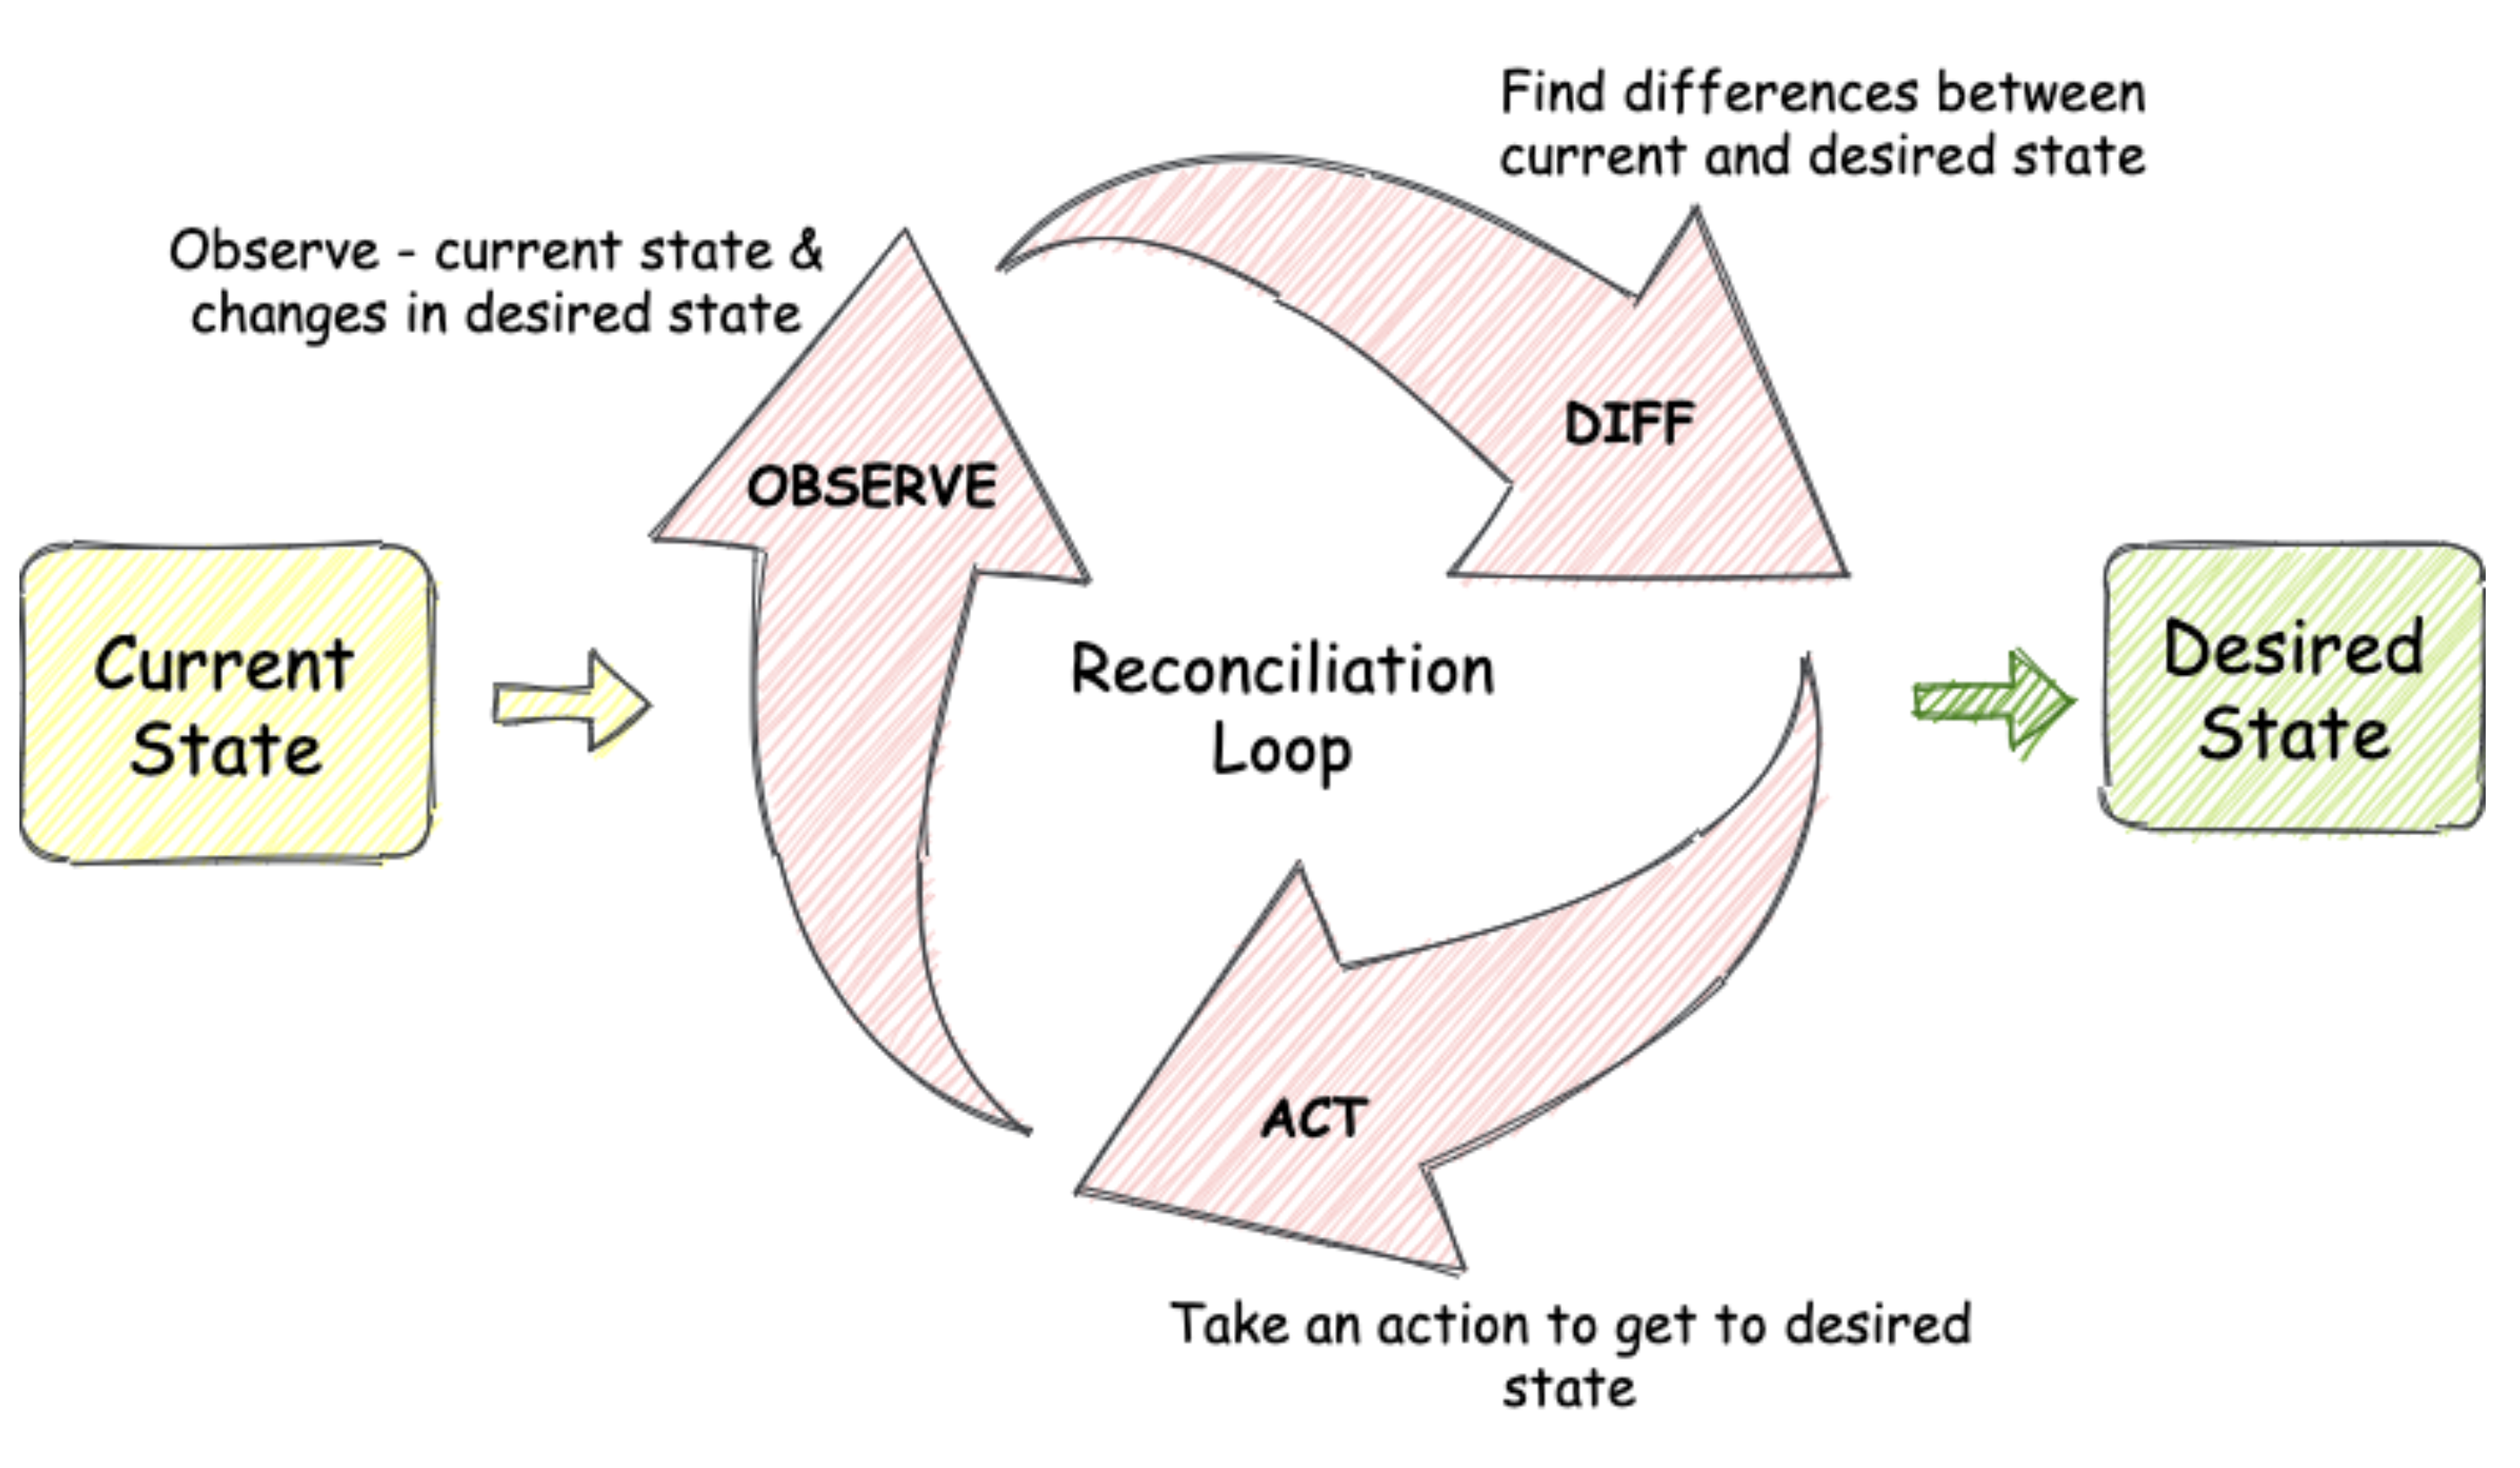 Find differences between
current and desired state
Observe - current state &
changes in desired state
DIFF
OBSERVE
Current
State
Reconciliation
Loop
Desired
State
ACT
Take an action to get to desired
state